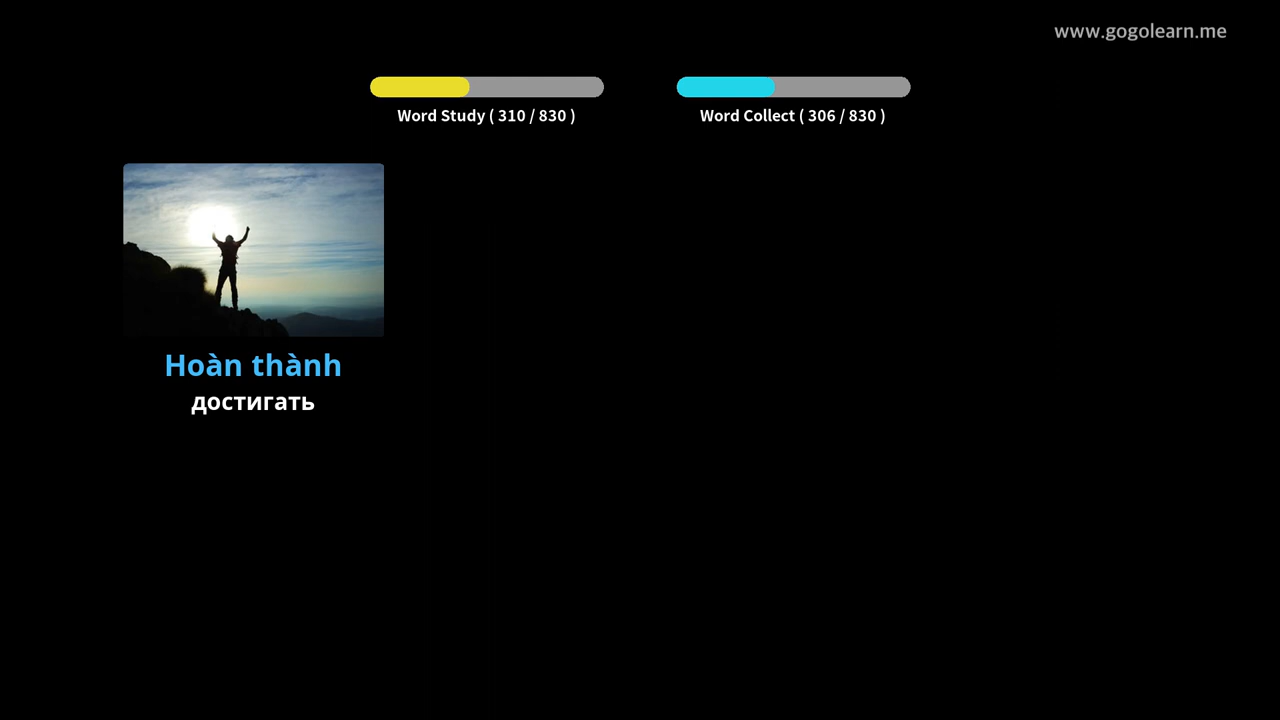 www.gogolearn.me
Word Study ( 310 / 830 )
Word Collect ( 306 / 830 )
Hoàn thành
достигать